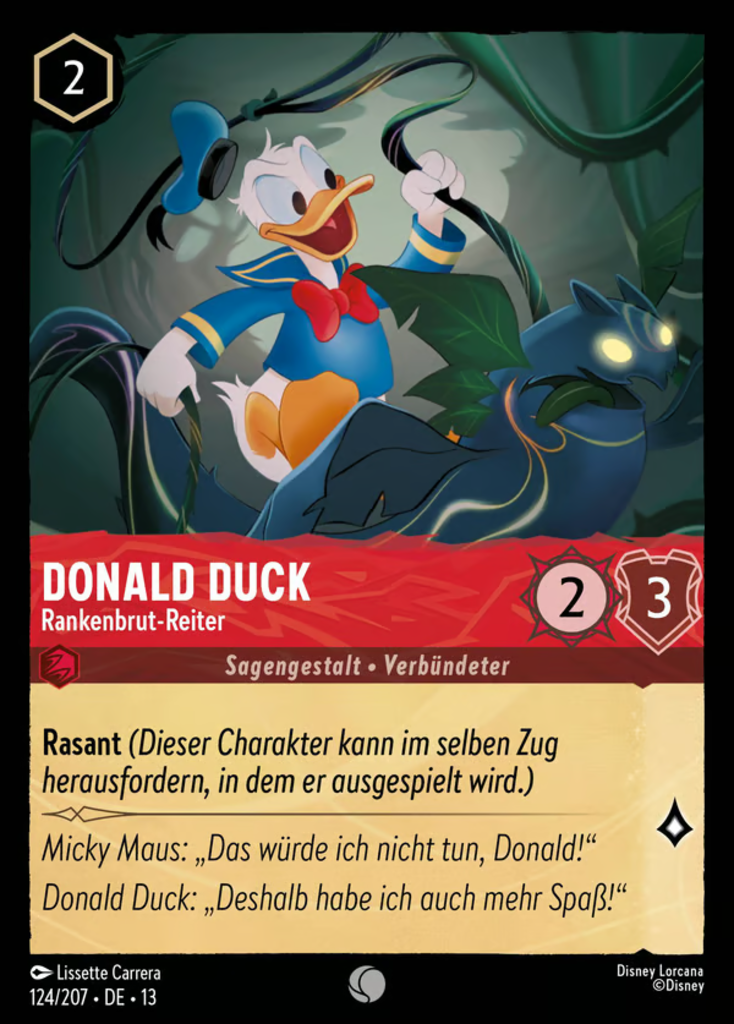 2
DONALD DUCK
Rankenbrut-Reiter
2
3
Sagengestalt • Verbündeter
Rasant (Dieser Charakter kann im selben Zug
herausfordern, in dem er ausgespielt wird.)
Micky Maus: „Das würde ich nicht tun, Donald!“
Donald Duck: „Deshalb habe ich auch mehr Spaß!“
Lissette Carrera
124/207 • DE • 13
Disney Lorcana
©Disney